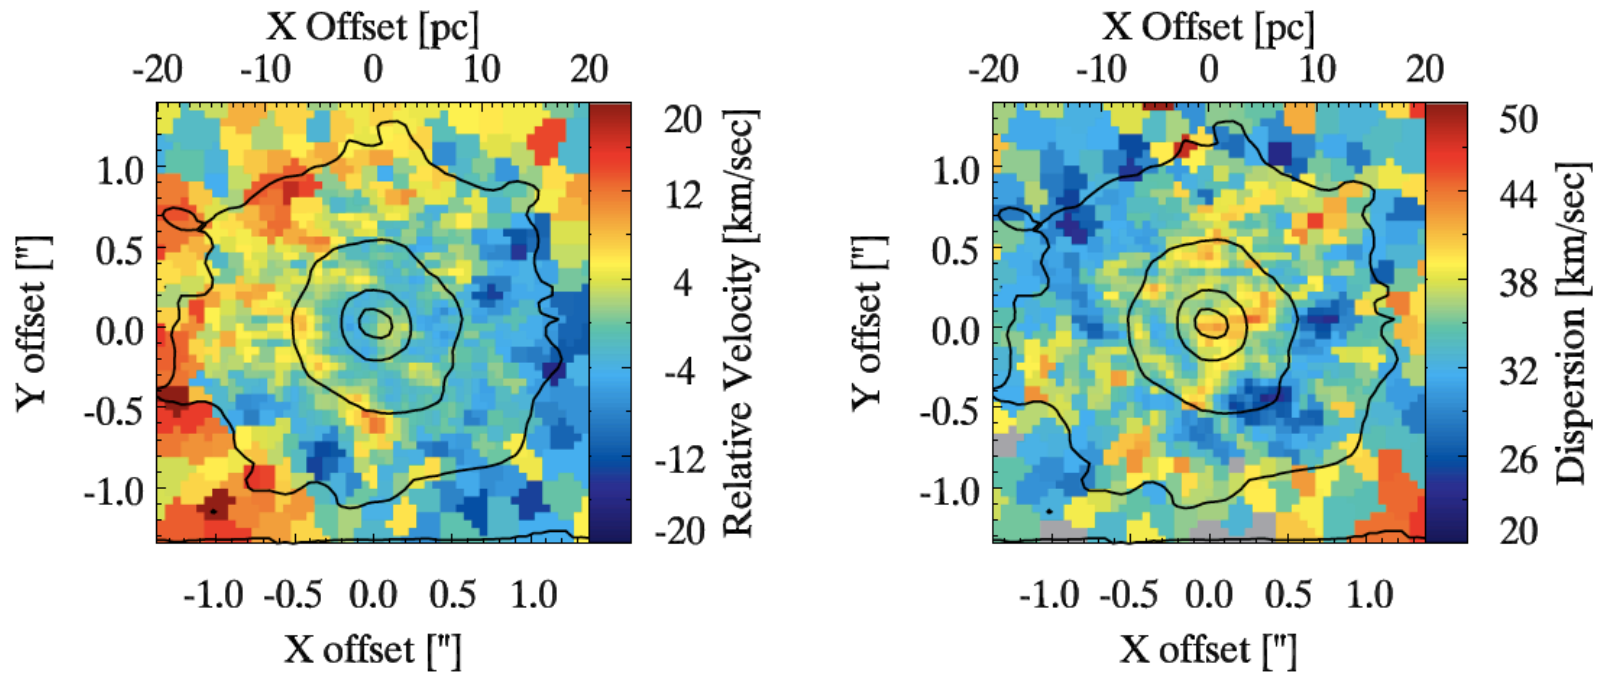 X Offset [pc]
-20 -10 0 10 20
Y offset ["]
1.0
0.5
0.0
-0.5
-1.0
20
12
4
-4
-12
-20
Relative Velocity [km/sec]
-1.0 -0.5 0.0 0.5 1.0
X offset ["]
X Offset [pc]
-20 -10 0 10 20
Y offset ["]
1.0
0.5
0.0
-0.5
-1.0
50
44
38
32
26
20
Dispersion [km/sec]
-1.0 -0.5 0.0 0.5 1.0
X offset ["]